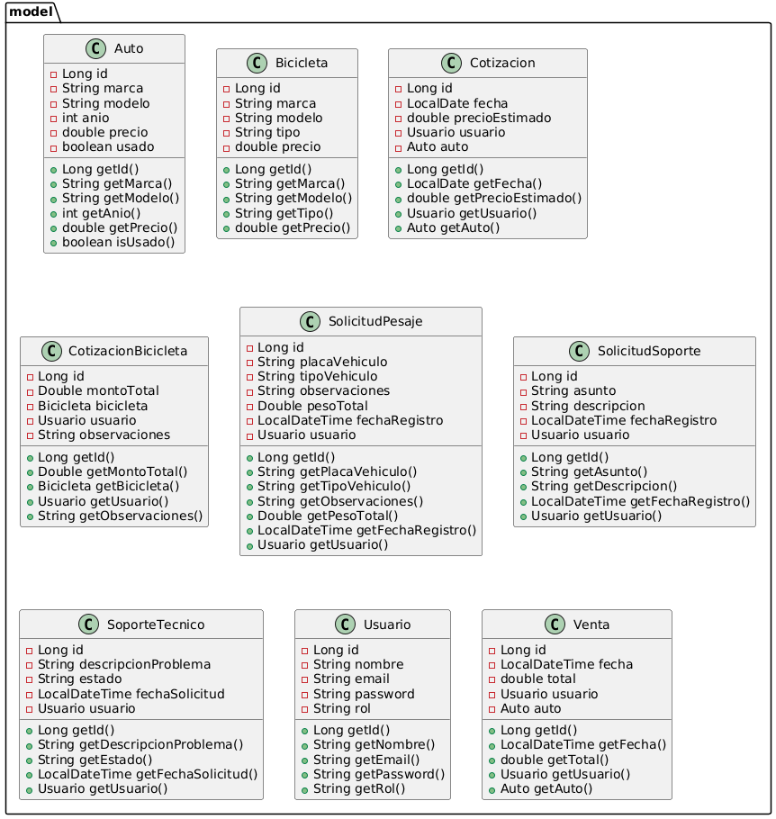 model
C Auto
Long id
String marca
String modelo
int anio
double precio
boolean usado
Long getId()
String getMarca()
String getModelo()
int getAnio()
double getPrecio()
boolean isUsado()
C Bicicleta
Long id
String marca
String modelo
String tipo
double precio
Long getId()
String getMarca()
String getModelo()
String getTipo()
double getPrecio()
C Cotizacion
Long id
LocalDate fecha
double precioEstimado
Usuario usuario
Auto auto
Long getId()
LocalDate getFecha()
double getPrecioEstimado()
Usuario getUsuario()
Auto getAuto()
C CotizacionBicicleta
Long id
Double montoTotal
Bicicleta bicicleta
Usuario usuario
String observaciones
Long getId()
Double getMontoTotal()
Bicicleta getBicicleta()
Usuario getUsuario()
String getObservaciones()
C SolicitudPesaje
Long id
String placaVehiculo
String tipoVehiculo
String observaciones
Double pesoTotal
LocalDateTime fechaRegistro
Usuario usuario
Long getId()
String getPlacaVehiculo()
String getTipoVehiculo()
String getObservaciones()
Double getPesoTotal()
LocalDateTime getFechaRegistro()
Usuario getUsuario()
C SolicitudSoporte
Long id
String asunto
String descripcion
LocalDateTime fechaRegistro
Usuario usuario
Long getId()
String getAsunto()
String getDescripcion()
LocalDateTime getFechaRegistro()
Usuario getUsuario()
C SoporteTecnico
Long id
String descripcionProblema
String estado
LocalDateTime fechaSolicitud
Usuario usuario
Long getId()
String getDescripcionProblema()
String getEstado()
LocalDateTime getFechaSolicitud()
Usuario getUsuario()
C Usuario
Long id
String nombre
String email
String password
String rol
Long getId()
String getNombre()
String getEmail()
String getPassword()
String getRol()
C Venta
Long id
LocalDateTime fecha
double total
Usuario usuario
Auto auto
Long getId()
LocalDateTime getFecha()
double getTotal()
Usuario getUsuario()
Auto getAuto()